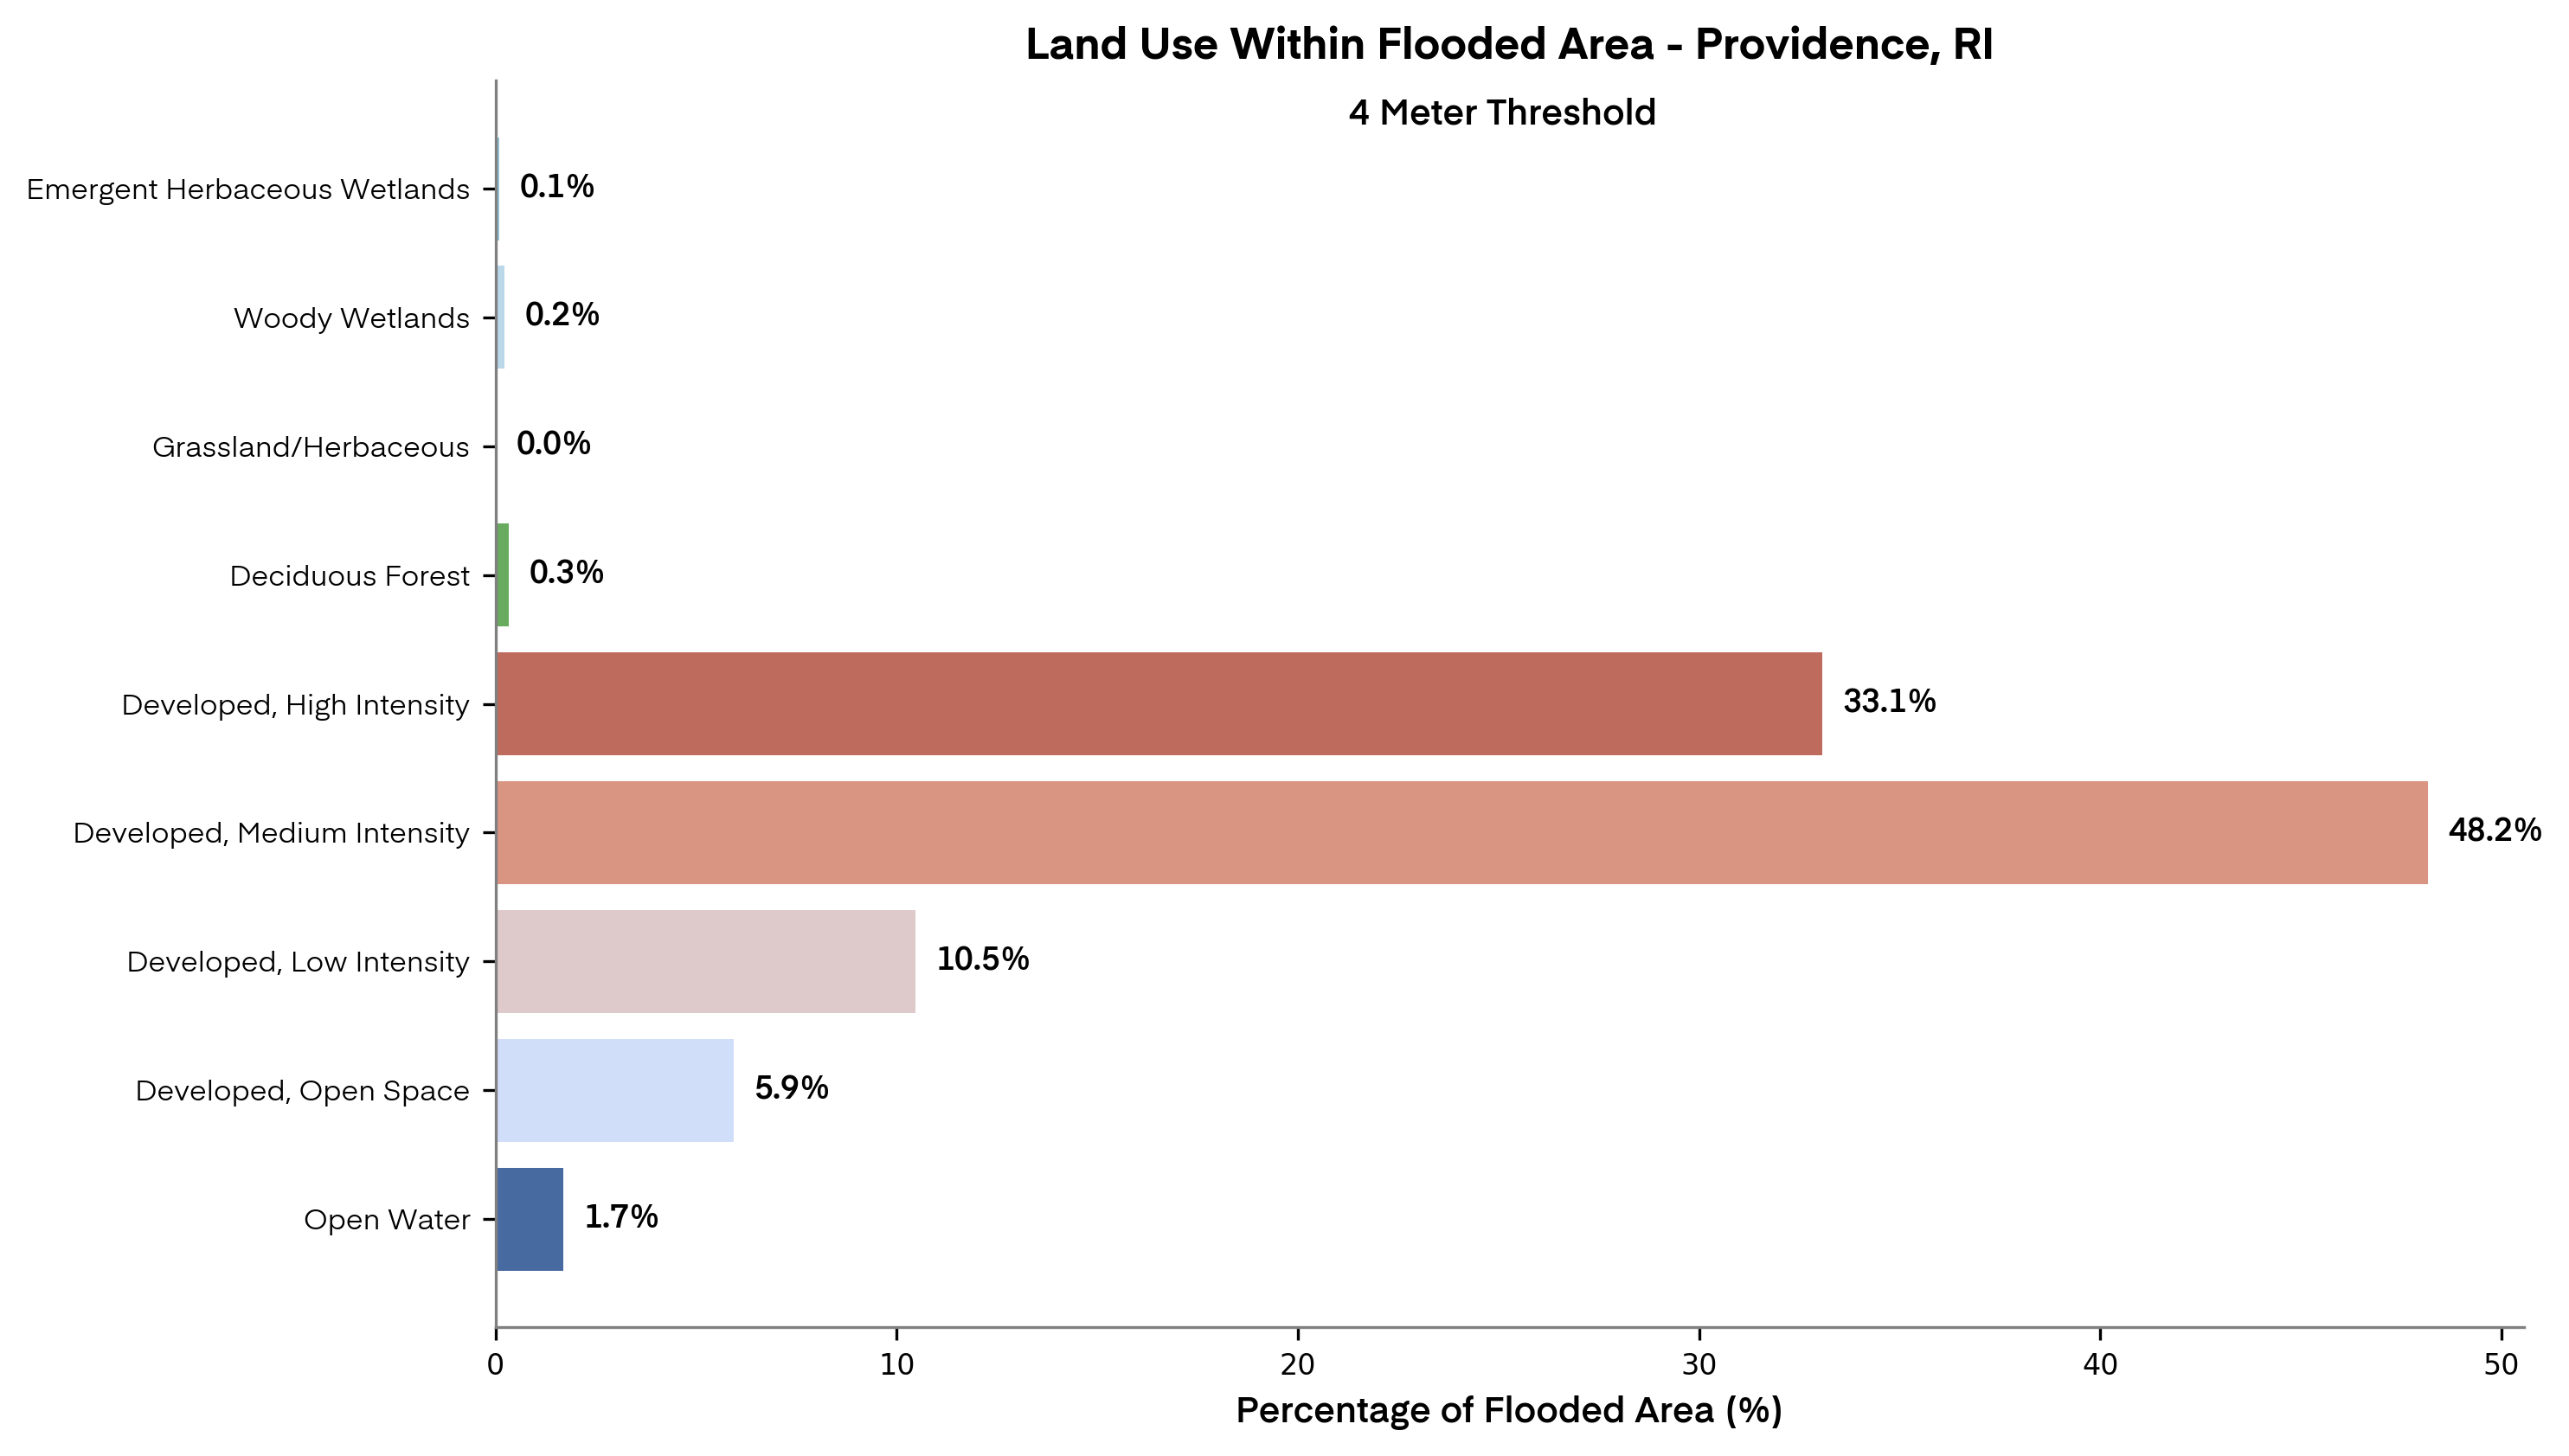 Land Use Within Flooded Area - Providence, RI
4 Meter Threshold
Emergent Herbaceous Wetlands 0.1%
Woody Wetlands 0.2%
Grassland/Herbaceous 0.0%
Deciduous Forest 0.3%
Developed, High Intensity 33.1%
Developed, Medium Intensity 48.2%
Developed, Low Intensity 10.5%
Developed, Open Space 5.9%
Open Water 1.7%
0 10 20 30 40 50
Percentage of Flooded Area (%)